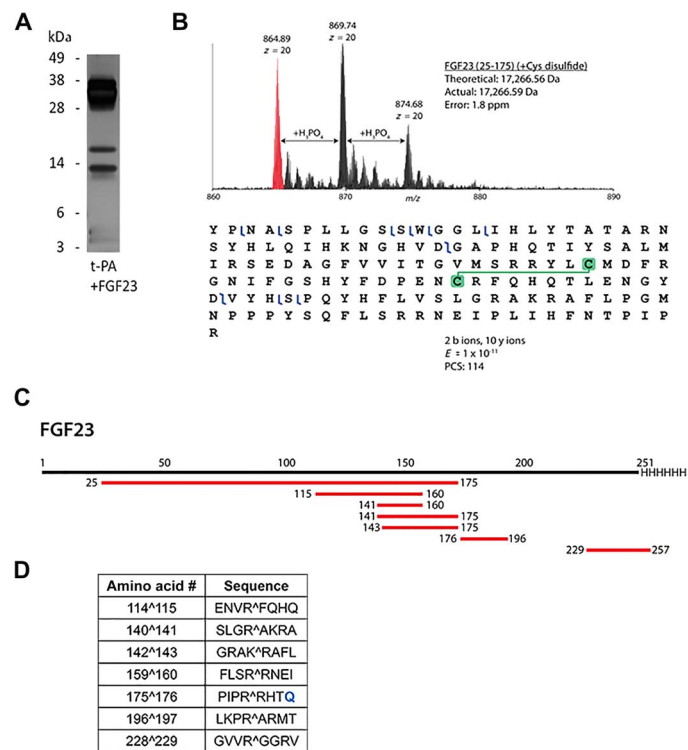 A
kDa
49 -
38 -
28 -
14 -
6 -
3 -
t-PA
+FGF23
B
864.89
z = 20
869.74
z = 20
874.68
z = 20
+H3PO4
+H3PO4
FGF23 (25-175) (+Cys disulfide)
Theoretical: 17,266.56 Da
Actual: 17,266.59 Da
Error: 1.8 ppm
860 870 880 890
m/z
Y P N A S P L L G S S W G G L I H L Y T A T A R N
S Y H L Q I H K N G H V D G A P H Q T I Y S A L M
I R S E D A G F V V I T G V M S R R Y L C M D F R
G N I F G S H Y F D P E N C R F Q H Q T L E N G Y
D V Y H S P Q Y H F L V S L G R A K R A F L P G M
N P P P Y S Q F L S R R N E I P L I H F N T P I P
R
2 b ions, 10 y ions
E = 1 x 10-11
PCS: 114
C
FGF23
1 50 100 150 200 251
HHHHHH
25 175
115 160
141 160
141 175
143 175
176 196
229 257
D
Amino acid # Sequence
114^115 ENVR^FQHQ
140^141 SLGR^AKRA
142^143 GRAK^RAFL
159^160 FLSR^RNEI
175^176 PIPR^RHTQ
196^197 LKPR^ARMT
228^229 GVVR^GGRV